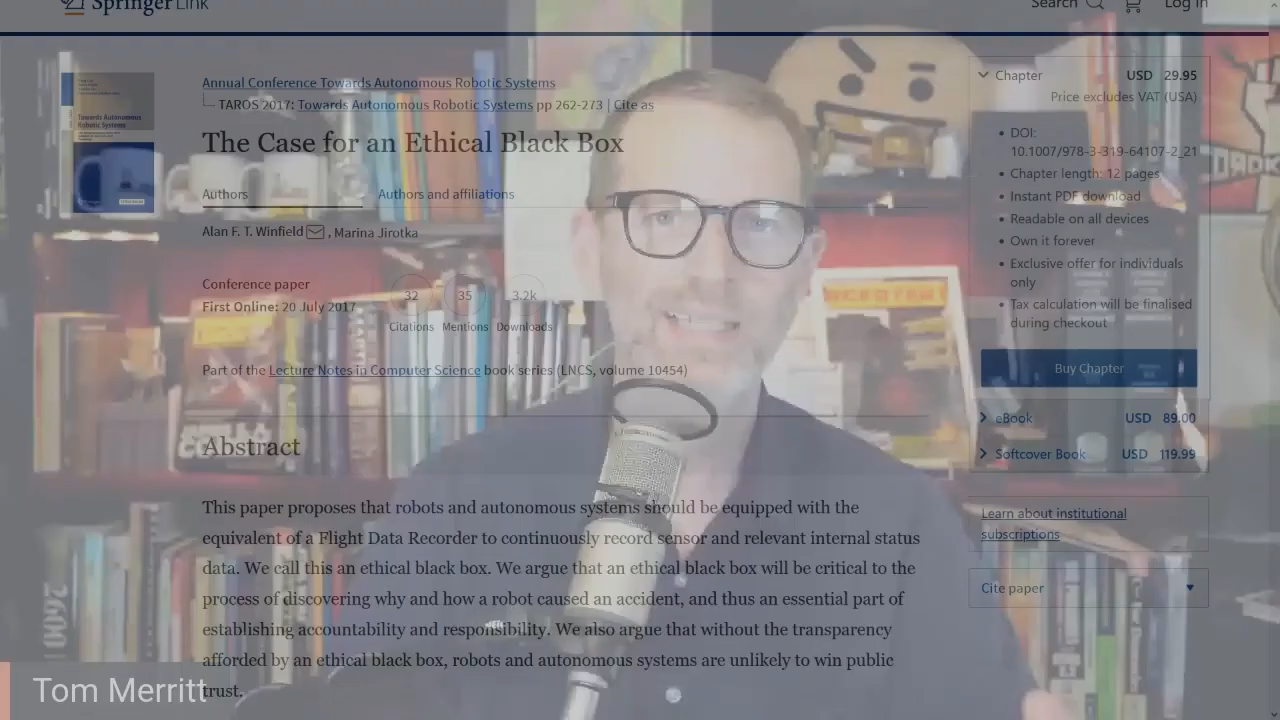 Springer Link
Search
Log in
Annual Conference Towards Autonomous Robotic Systems
TAROS 2017: Towards Autonomous Robotic Systems pp 262-273 | Cite as
The Case for an Ethical Black Box
Authors
Authors and affiliations
Alan F. T. Winfield , Marina Jirotka
Conference paper
First Online: 20 July 2017
32
35
3.2k
Citations
Mentions
Downloads
Part of the Lecture Notes in Computer Science book series (LNCS, volume 10454)
Abstract
This paper proposes that robots and autonomous systems should be equipped with the
equivalent of a Flight Data Recorder to continuously record sensor and relevant internal status
data. We call this an ethical black box. We argue that an ethical black box will be critical to the
process of discovering why and how a robot caused an accident, and thus an essential part of
establishing accountability and responsibility. We also argue that without the transparency
afforded by an ethical black box, robots and autonomous systems are unlikely to win public
trust.
Chapter USD 29.95
Price excludes VAT (USA)
• DOI:
10.1007/978-3-319-64107-2_21
• Chapter length: 12 pages
• Instant PDF download
• Readable on all devices
• Own it forever
• Exclusive offer for individuals
only
• Tax calculation will be finalised
during checkout
Buy Chapter
eBook USD 89.00
Softcover Book USD 119.99
Learn about institutional
subscriptions
Cite paper
Towards Autonomous
Robotic Systems
2600
Tom Merritt